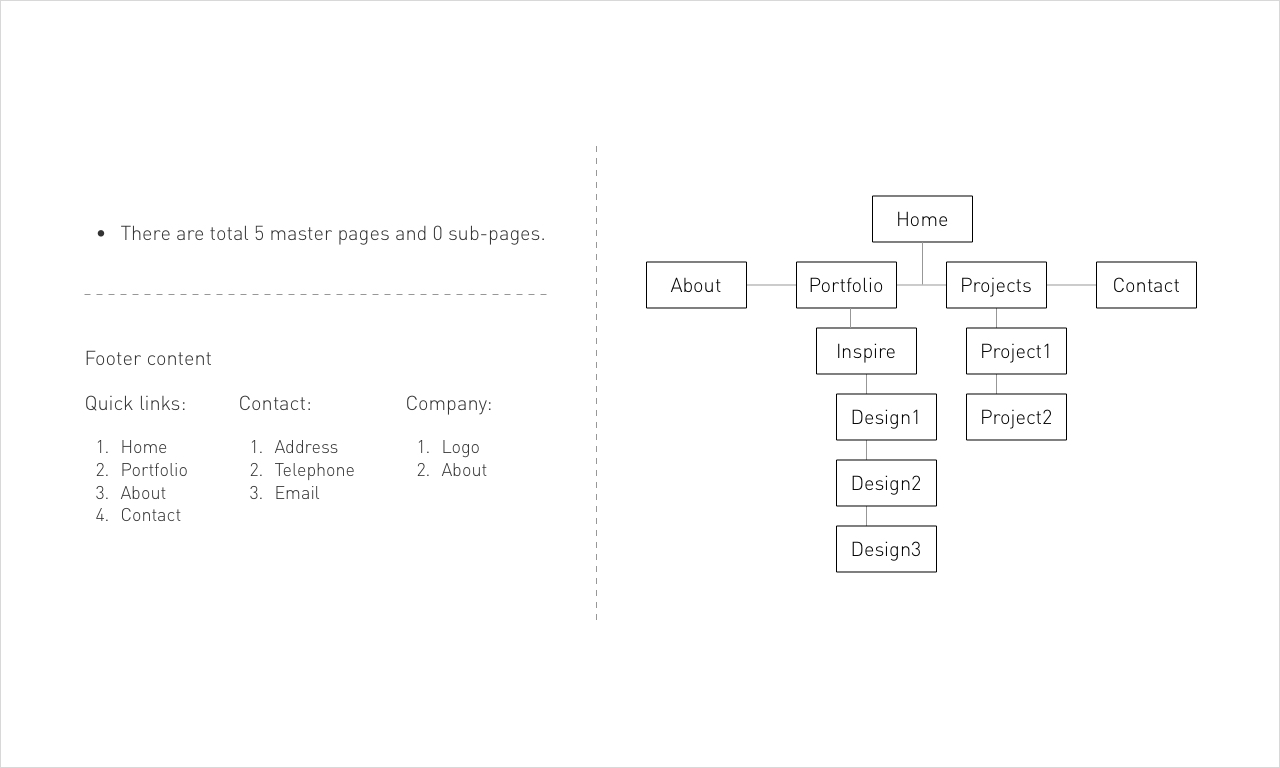 • There are total 5 master pages and 0 sub-pages.
Footer content
Quick links:
1. Home
2. Portfolio
3. About
4. Contact
Contact:
1. Address
2. Telephone
3. Email
Company:
1. Logo
2. About
Home
About
Portfolio
Projects
Contact
Inspire
Design1
Design2
Design3
Project1
Project2